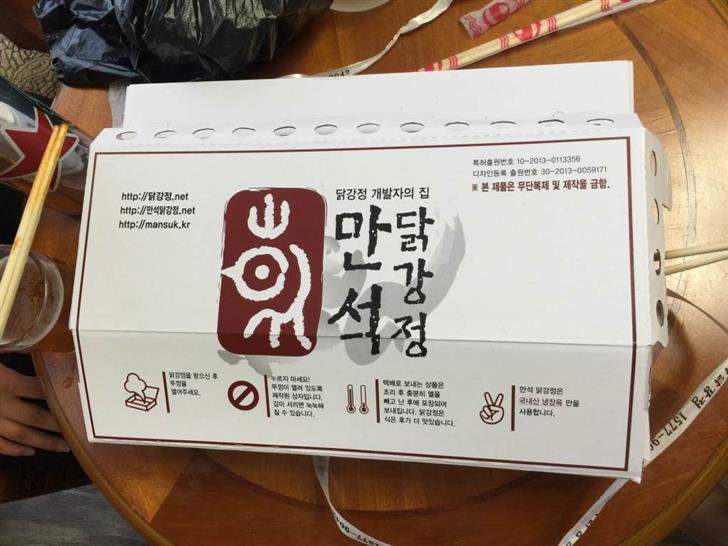 http://닭강정.net
http://만석닭강정.net
http://mansuk.kr
닭강정 개발자의 집
만석
닭강정
특허출원번호 10-2013-0113356
디자인등록 출원번호 30-2013-0059171
※ 본 제품은 무단복제 및 제작을 금함.
닭강정을 받으신 후
뚜껑을
열어주세요.
누르지 마세요!
뚜껑이 열려 있도록
제작된 상자입니다.
김이 서리면 눅눅해
질 수 있습니다.
택배로 보내는 상품은
조리 후 충분히 열을
빼고 난 후에 포장되어
보내집니다. 닭강정은
식은 후가 더 맛있습니다.
만석 닭강정은
국내산 냉장육 만을
사용합니다.
1577-9